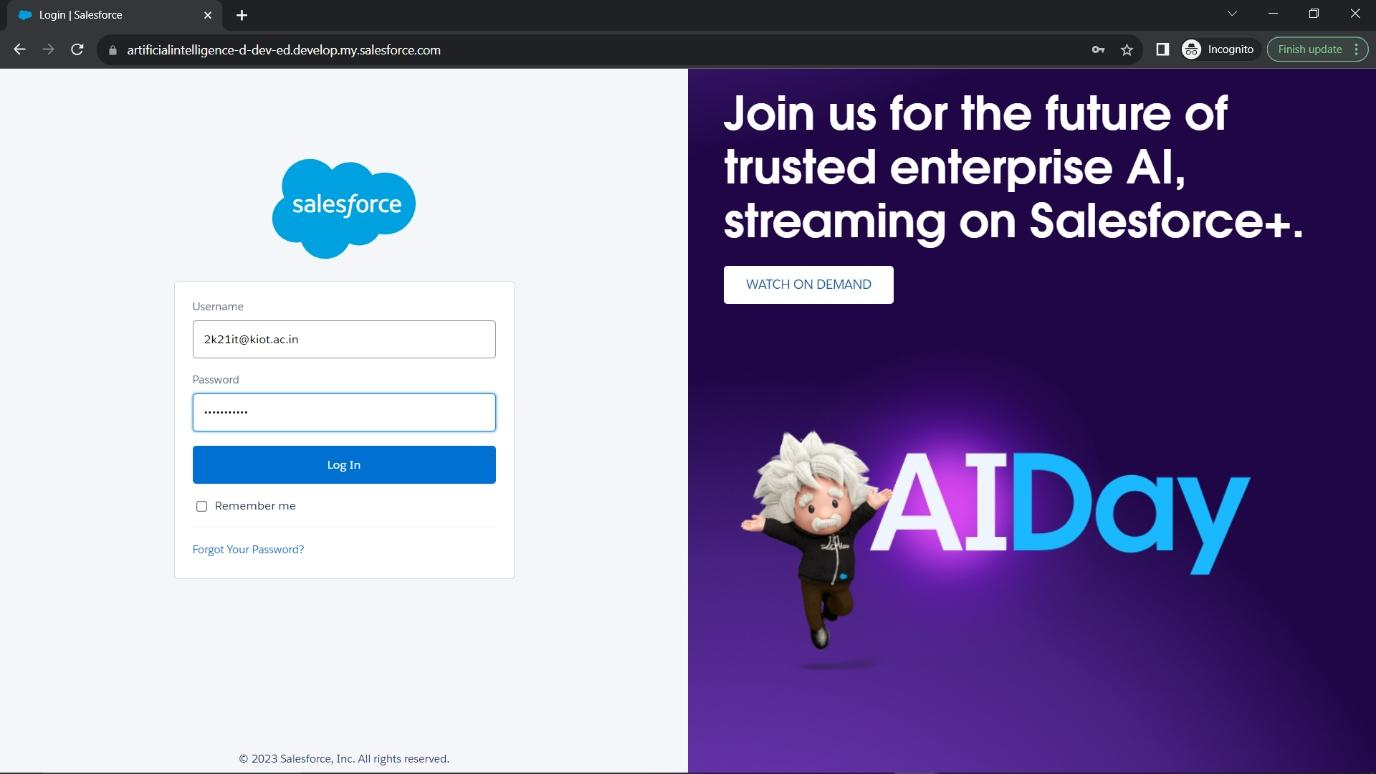 Login | Salesforce
artificialintelligence-d-dev-ed.develop.my.salesforce.com
Incognito
Finish update
salesforce
Username
2k21it@kiot.ac.in
Password
•••••••••••
Log In
Remember me
Forgot Your Password?
© 2023 Salesforce, Inc. All rights reserved.
Join us for the future of
trusted enterprise AI,
streaming on Salesforce+.
WATCH ON DEMAND
AIDay